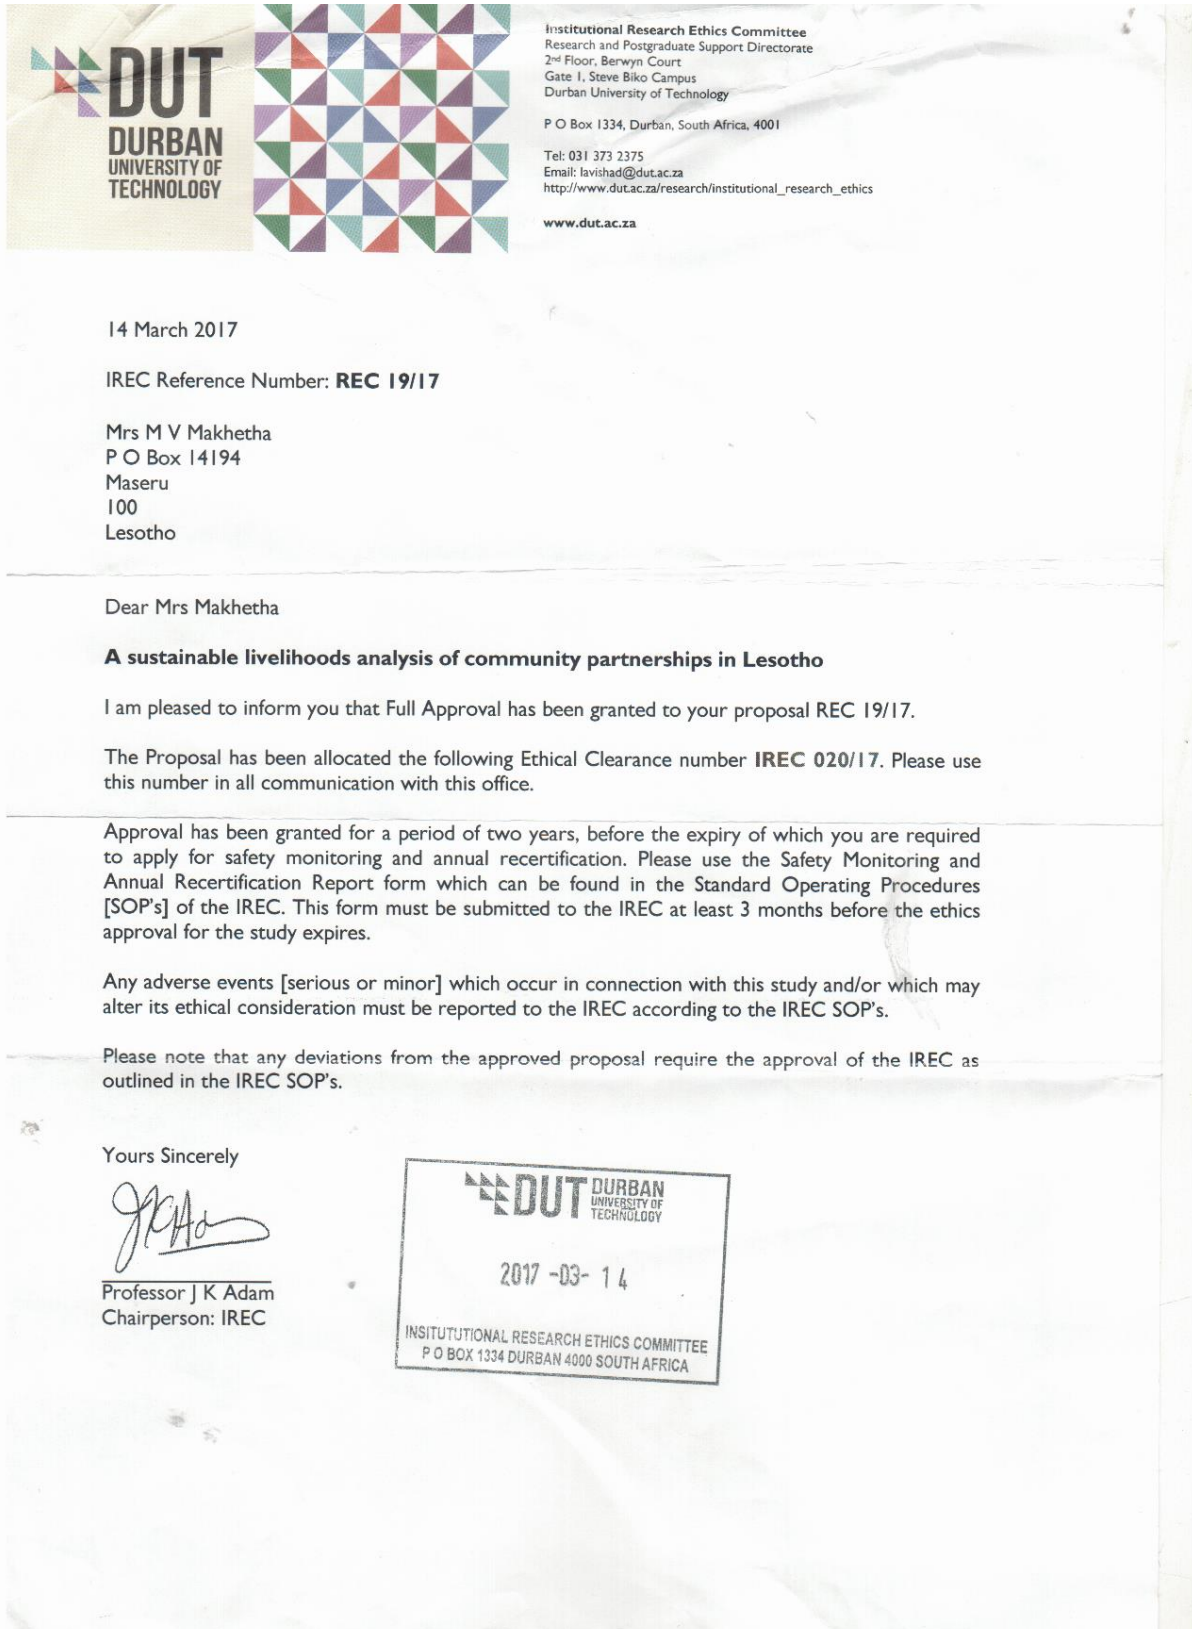 DUT
DURBAN
UNIVERSITY OF
TECHNOLOGY
Institutional Research Ethics Committee
Research and Postgraduate Support Directorate
2nd Floor, Berwyn Court
Gate 1, Steve Biko Campus
Durban University of Technology
P O Box 1334, Durban, South Africa, 4001
Tel: 031 373 2375
Email: lavishad@dut.ac.za
http://www.dut.ac.za/research/institutional_research_ethics
www.dut.ac.za
14 March 2017
IREC Reference Number: REC 19/17
Mrs M V Makhetha
P O Box 14194
Maseru
100
Lesotho
Dear Mrs Makhetha
A sustainable livelihoods analysis of community partnerships in Lesotho
I am pleased to inform you that Full Approval has been granted to your proposal REC 19/17.
The Proposal has been allocated the following Ethical Clearance number IREC 020/17. Please use
this number in all communication with this office.
Approval has been granted for a period of two years, before the expiry of which you are required
to apply for safety monitoring and annual recertification. Please use the Safety Monitoring and
Annual Recertification Report form which can be found in the Standard Operating Procedures
[SOP's] of the IREC. This form must be submitted to the IREC at least 3 months before the ethics
approval for the study expires.
Any adverse events [serious or minor] which occur in connection with this study and/or which may
alter its ethical consideration must be reported to the IREC according to the IREC SOP's.
Please note that any deviations from the approved proposal require the approval of the IREC as
outlined in the IREC SOP's.
Yours Sincerely
JKAdam
Professor J K Adam
Chairperson: IREC
DUT DURBAN
UNIVERSITY OF
TECHNOLOGY
2017 -03- 14
INSITUTUTIONAL RESEARCH ETHICS COMMITTEE
P O BOX 1334 DURBAN 4000 SOUTH AFRICA